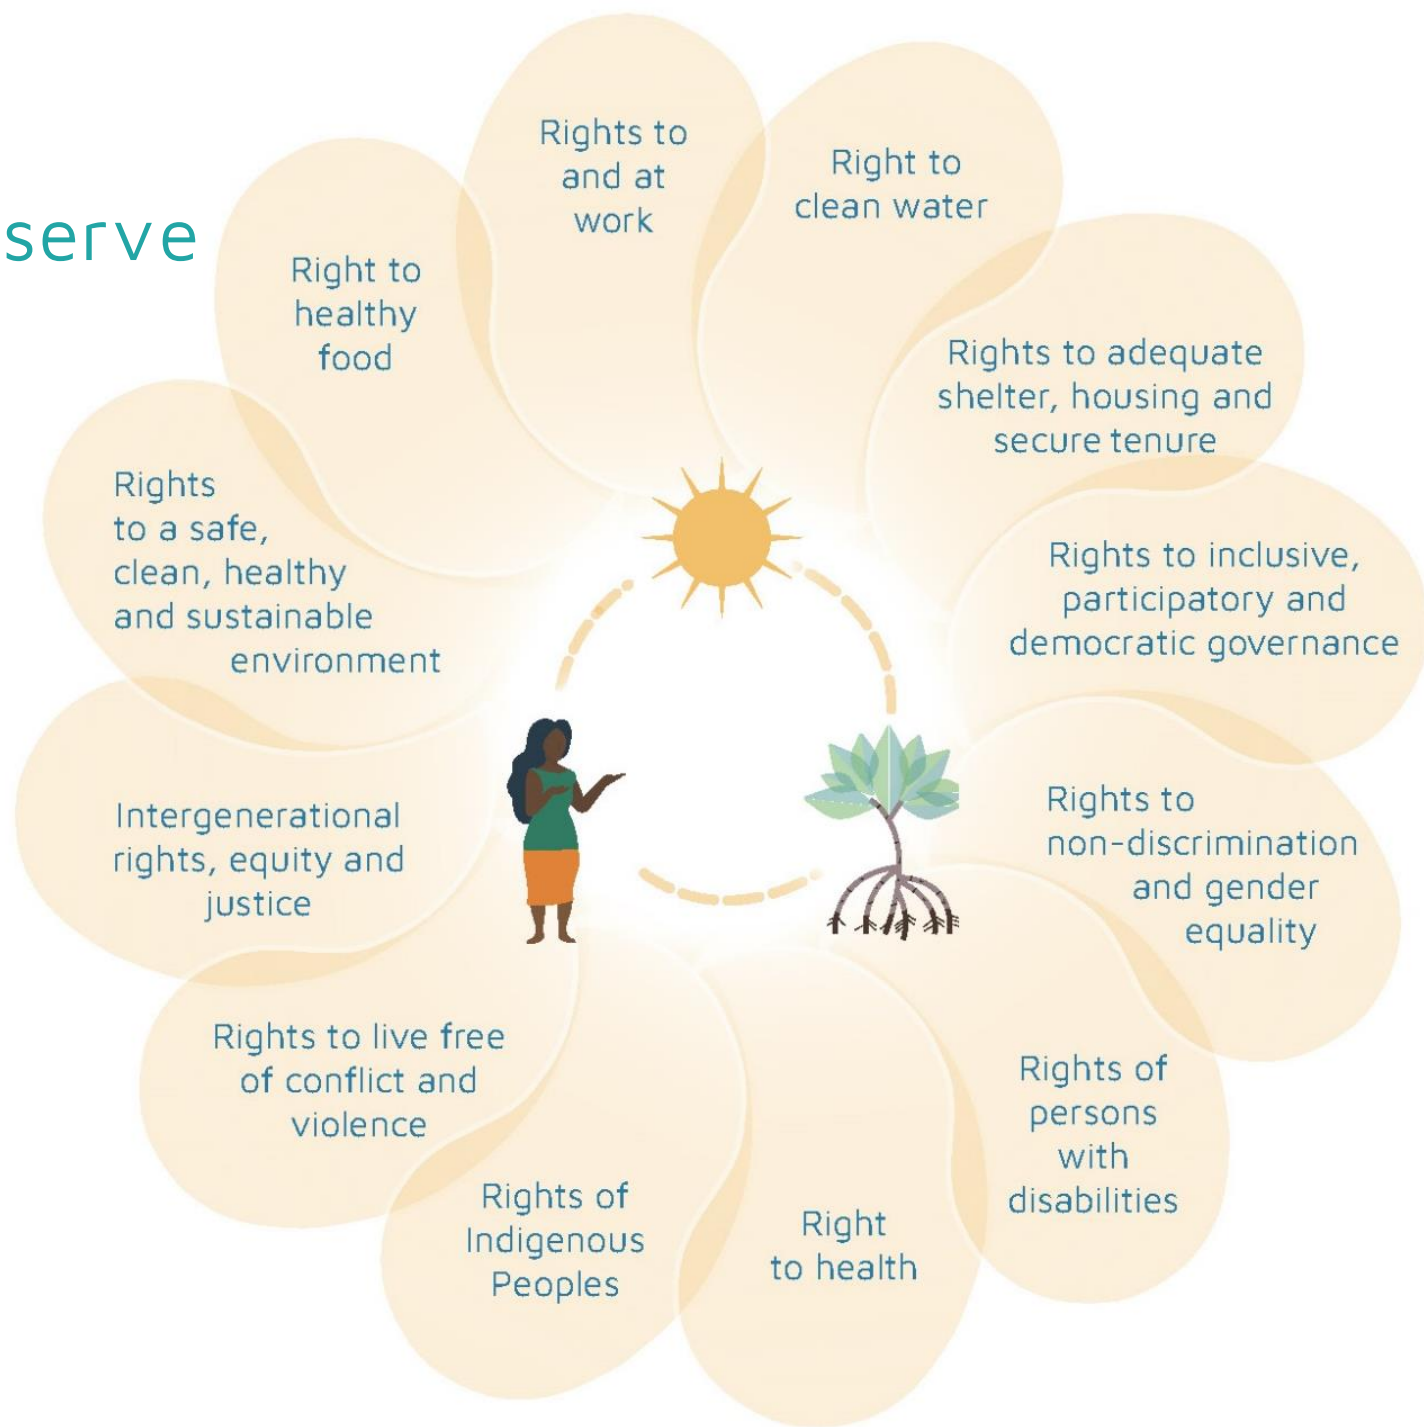 serve
Rights to
and at
work
Right to
clean water
Rights to adequate
shelter, housing and
secure tenure
Rights to inclusive,
participatory and
democratic governance
Rights to
non-discrimination
and gender
equality
Rights of
persons
with
disabilities
Right
to health
Rights of
Indigenous
Peoples
Rights to live free
of conflict and
violence
Intergenerational
rights, equity and
justice
Rights
to a safe,
clean, healthy
and sustainable
environment
Right to
healthy
food